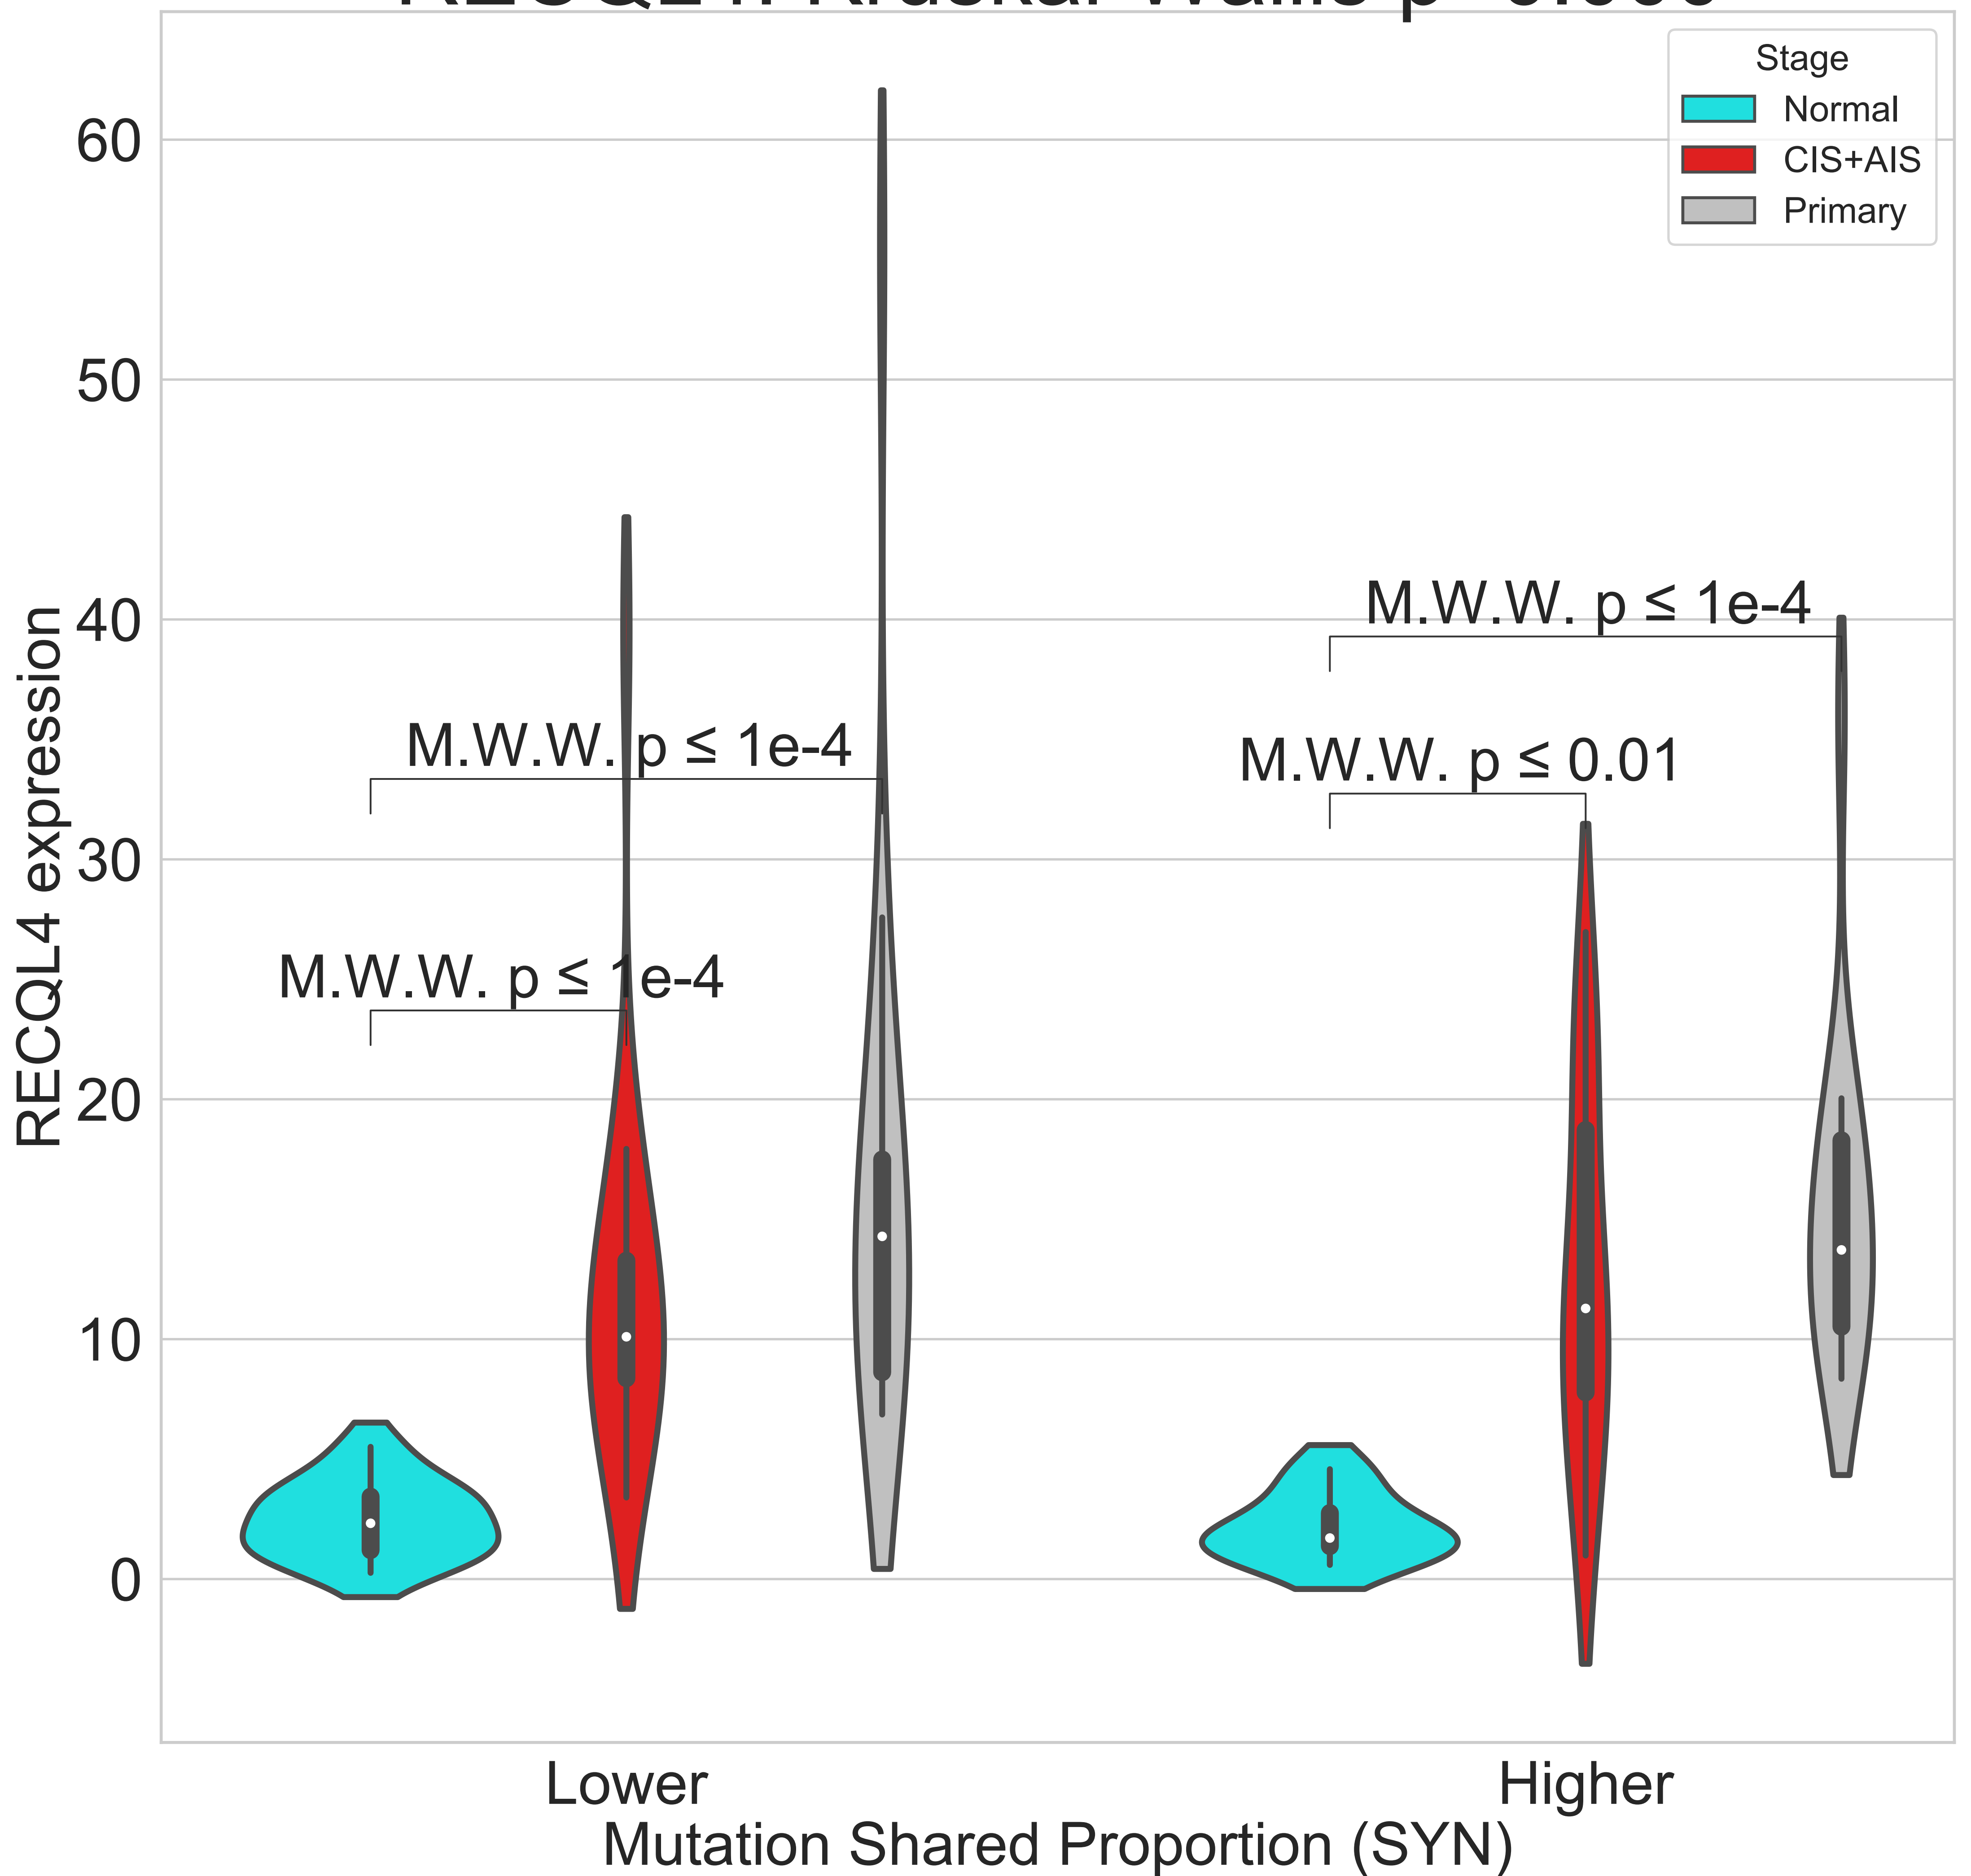 Stage
Normal
CIS+AIS
Primary
60
50
40
30
20
10
0
RECQL4 expression
M.W.W. p ≤ 1e-4
M.W.W. p ≤ 1e-4
M.W.W. p ≤ 0.01
M.W.W. p ≤ 1e-4
Lower
Higher
Mutation Shared Proportion (SYN)